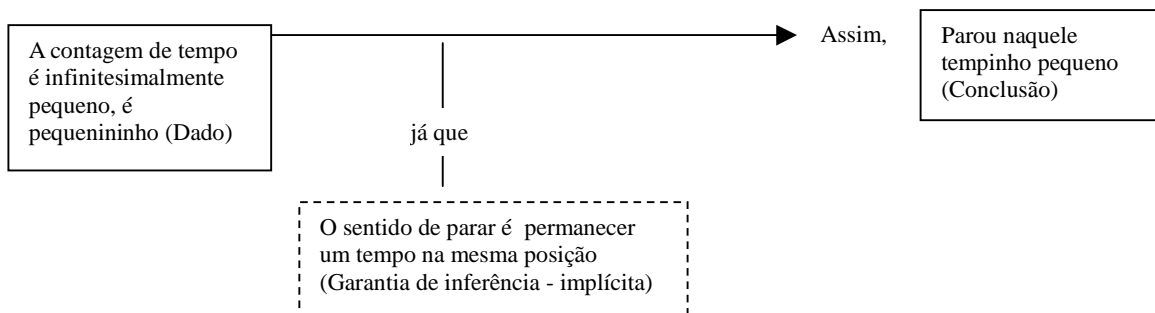 A contagem de tempo
é infinitesimalmente
pequeno, é
pequenininho (Dado)
Assim,
Parou naquele
tempinho pequeno
(Conclusão)
já que
O sentido de parar é permanecer
um tempo na mesma posição
(Garantia de inferência - implícita)